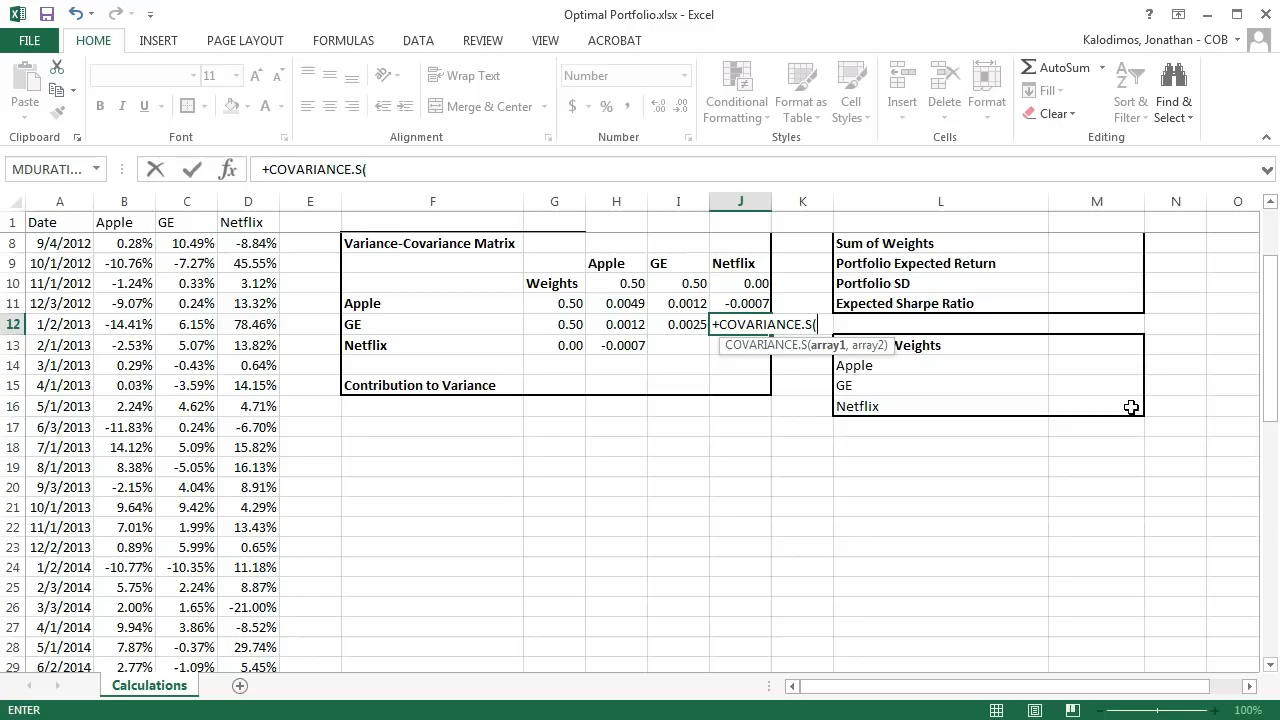 Optimal Portfolio.xlsx - Excel
FILE HOME INSERT PAGE LAYOUT FORMULAS DATA REVIEW VIEW ACROBAT Kalodimos, Jonathan - COB
Paste
11
B I U
A A
Wrap Text
Merge & Center
Number
$ % ,
Conditional Formatting
Format as Table
Cell Styles
Insert Delete Format
AutoSum
Fill
Clear
Sort & Filter
Find & Select
Clipboard Font Alignment Number Styles Cells Editing
MDURATI... fx +COVARIANCE.S(
A B C D E F G H I J K L M N O
1 Date Apple GE Netflix
8 9/4/2012 0.28% 10.49% -8.84% Variance-Covariance Matrix Sum of Weights
9 10/1/2012 -10.76% -7.27% 45.55% Apple GE Netflix Portfolio Expected Return
10 11/1/2012 -1.24% 0.33% 3.12% Weights 0.50 0.50 0.00 Portfolio SD
11 12/3/2012 -9.07% 0.24% 13.32% Apple 0.50 0.0049 0.0012 -0.0007 Expected Sharpe Ratio
12 1/2/2013 -14.41% 6.15% 78.46% GE 0.50 0.0012 0.0025 +COVARIANCE.S(
13 2/1/2013 -2.53% 5.07% 13.82% Netflix 0.00 -0.0007 COVARIANCE.S(array1, array2) Weights
14 3/1/2013 0.29% -0.43% 0.64% Apple
15 4/1/2013 0.03% -3.59% 14.15% Contribution to Variance GE
16 5/1/2013 2.24% 4.62% 4.71% Netflix
17 6/3/2013 -11.83% 0.24% -6.70%
18 7/1/2013 14.12% 5.09% 15.82%
19 8/1/2013 8.38% -5.05% 16.13%
20 9/3/2013 -2.15% 4.04% 8.91%
21 10/1/2013 9.64% 9.42% 4.29%
22 11/1/2013 7.01% 1.99% 13.43%
23 12/2/2013 0.89% 5.99% 0.65%
24 1/2/2014 -10.77% -10.35% 11.18%
25 2/3/2014 5.75% 2.24% 8.87%
26 3/3/2014 2.00% 1.65% -21.00%
27 4/1/2014 9.94% 3.86% -8.52%
28 5/1/2014 7.87% -0.37% 29.74%
29 6/2/2014 2.77% -1.09% 5.45%
Calculations
ENTER 100%